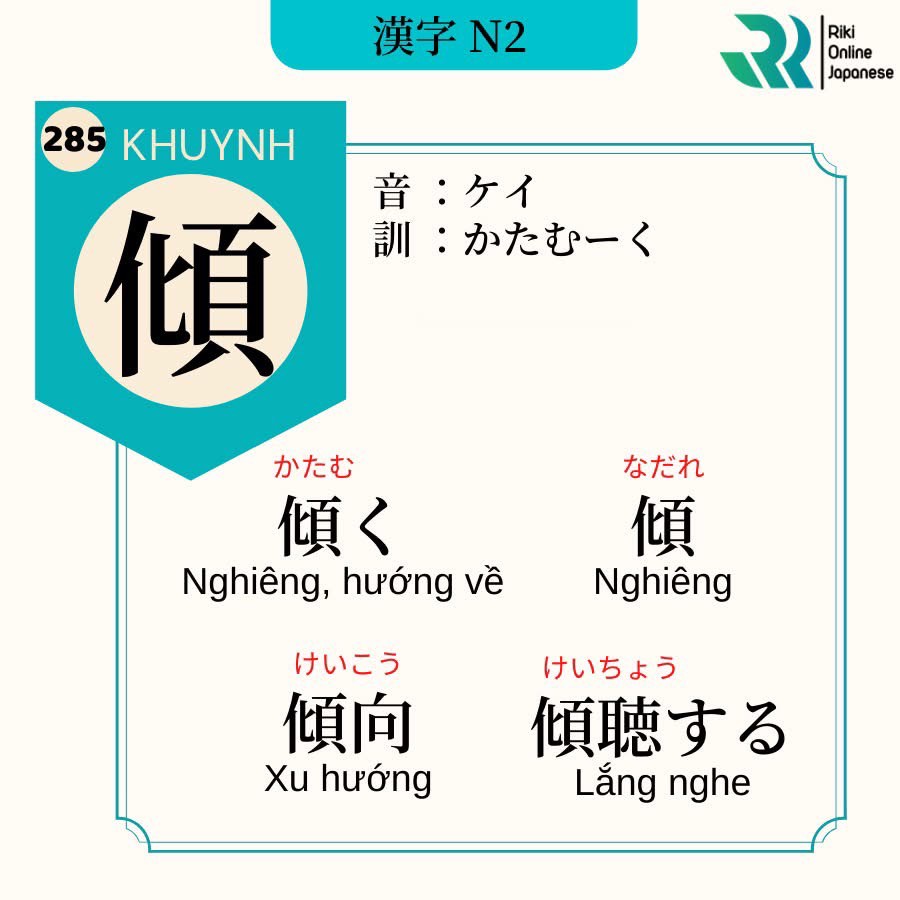 漢字 N2
Riki
Online
Japanese
285 KHUYNH
傾
音 ：ケイ
訓 ：かたむーく
かたむ
傾く
Nghiêng, hướng về
なだれ
傾
Nghiêng
けいこう
傾向
Xu hướng
けいちょう
傾聴する
Lắng nghe